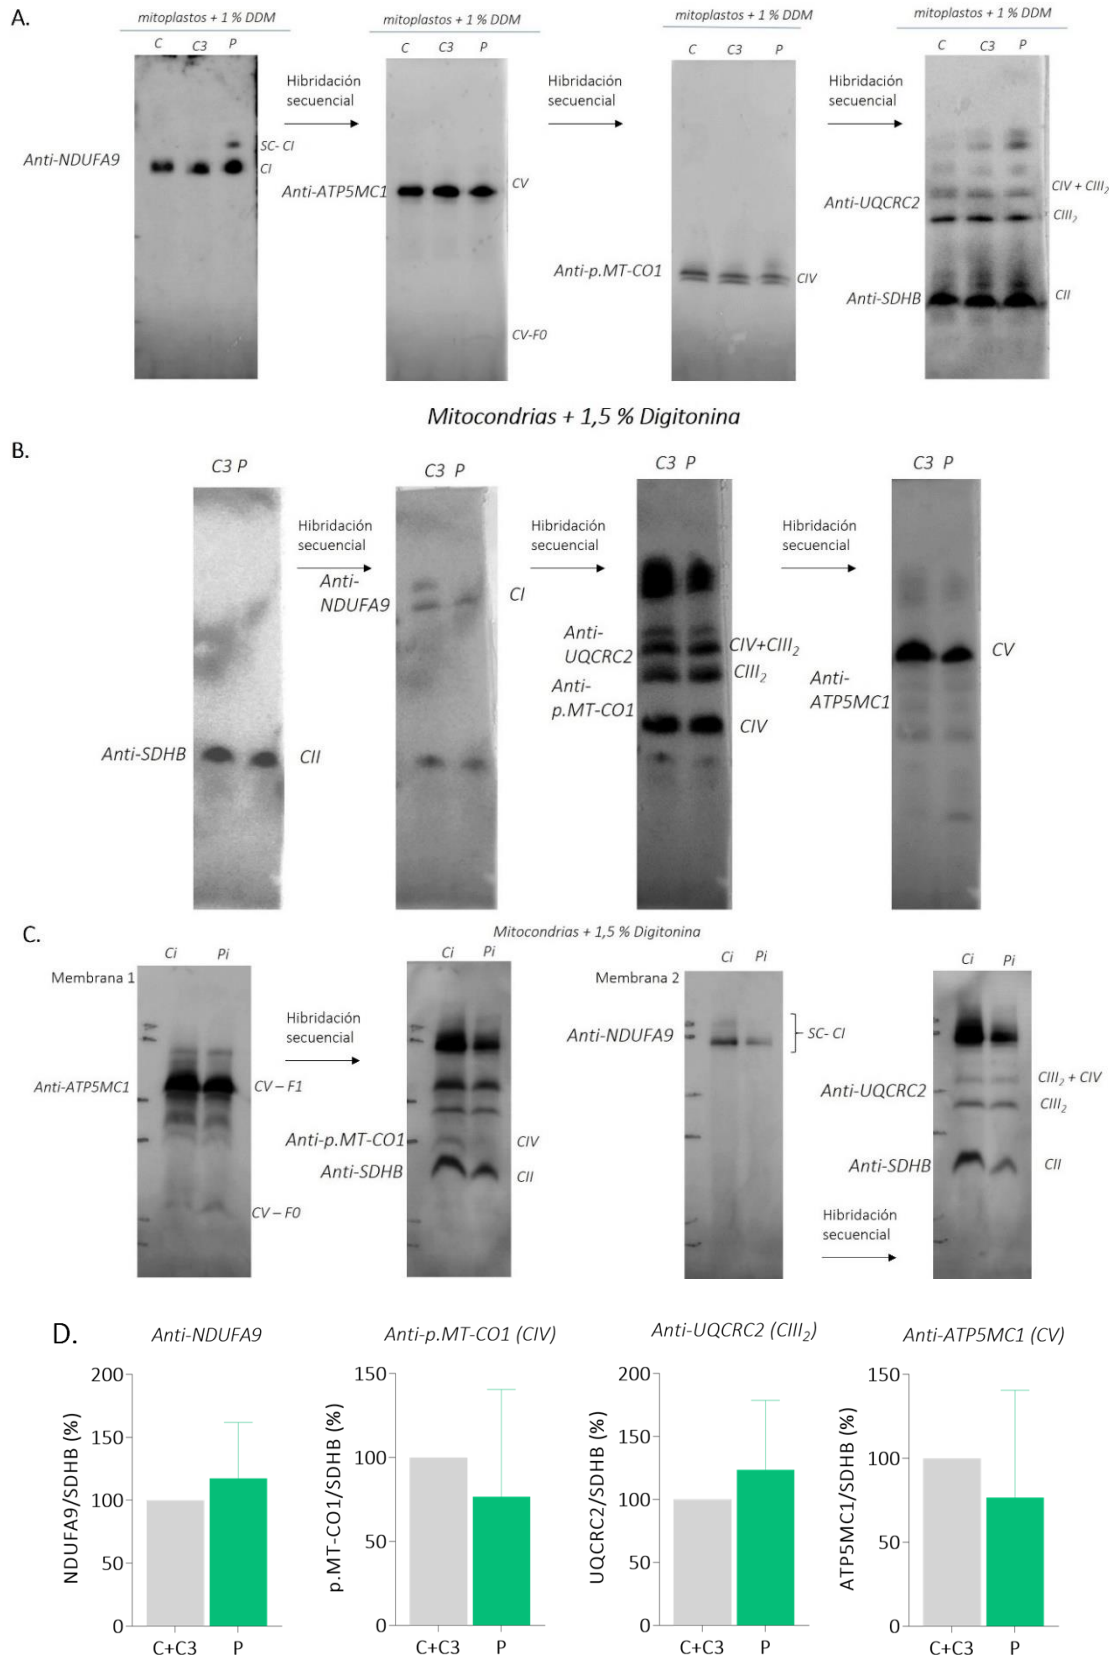 A.
mitoplastos + 1 % DDM
mitoplastos + 1 % DDM
mitoplastos + 1 % DDM
mitoplastos + 1 % DDM
C C3 P
C C3 P
C C3 P
C C3 P
Hibridación
secuencial
Hibridación
secuencial
Hibridación
secuencial
Anti-NDUFA9
SC- CI
CI
Anti-ATP5MC1
CV
CV-F0
Anti-p.MT-CO1
CIV
Anti-UQCRC2
CIV + CIII₂
CIII₂
Anti-SDHB
CII
Mitocondrias + 1,5 % Digitonina
B.
C3 P
C3 P
C3 P
C3 P
Hibridación
secuencial
Hibridación
secuencial
Hibridación
secuencial
Anti-SDHB
CII
Anti-
NDUFA9
CI
Anti-
UQCRC2
CIV+CIII₂
CIII₂
Anti-
p.MT-CO1
CIV
Anti-
ATP5MC1
CV
C.
Mitocondrias + 1,5 % Digitonina
Ci Pi
Ci Pi
Ci Pi
Ci Pi
Membrana 1
Hibridación
secuencial
Anti-ATP5MC1
CV – F1
CV – F0
Anti-p.MT-CO1
CIV
Anti-SDHB
CII
Membrana 2
Anti-NDUFA9
SC- CI
Anti-UQCRC2
CIII₂ + CIV
CIII₂
Anti-SDHB
CII
Hibridación
secuencial
D.
Anti-NDUFA9
NDUFA9/SDHB (%)
200
150
100
50
0
C+C3 P
Anti-p.MT-CO1 (CIV)
p.MT-CO1/SDHB (%)
150
100
50
0
C+C3 P
Anti-UQCRC2 (CIII₂)
UQCRC2/SDHB (%)
200
150
100
50
0
C+C3 P
Anti-ATP5MC1 (CV)
ATP5MC1/SDHB (%)
150
100
50
0
C+C3 P